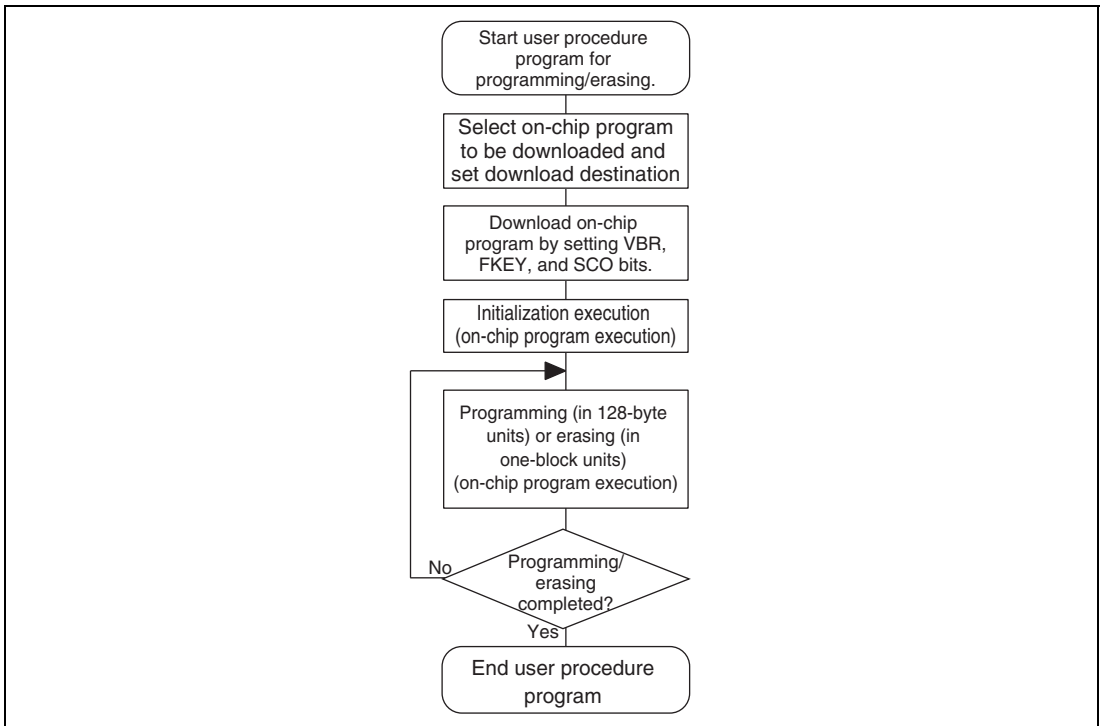 Start user procedure
program for
programming/erasing.
Select on-chip program
to be downloaded and
set download destination
Download on-chip
program by setting VBR,
FKEY, and SCO bits.
Initialization execution
(on-chip program execution)
Programming (in 128-byte
units) or erasing (in
one-block units)
(on-chip program execution)
No
Programming/
erasing
completed?
Yes
End user procedure
program